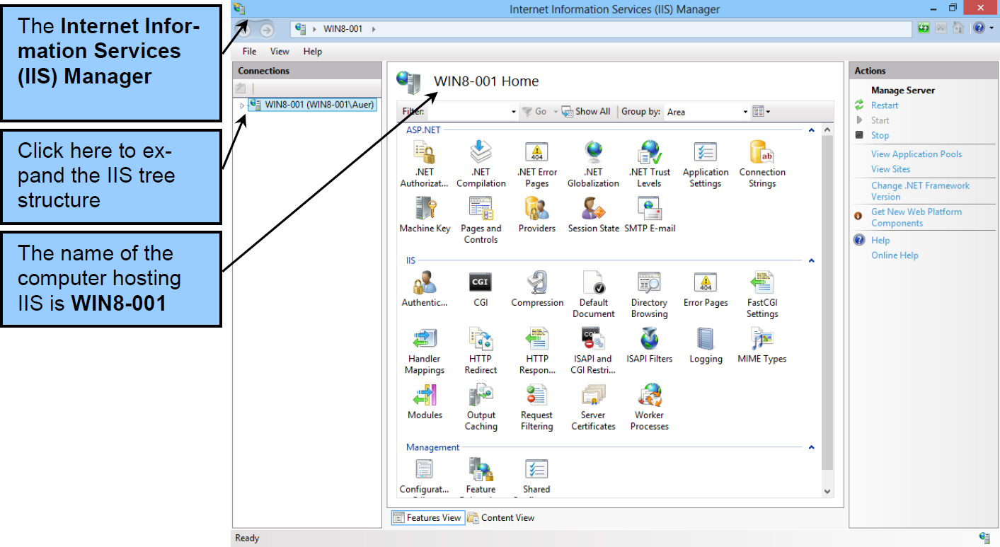 The Internet Infor-
mation Services
(IIS) Manager
Click here to ex-
pand the IIS tree
structure
The name of the
computer hosting
IIS is WIN8-001
Internet Information Services (IIS) Manager
WIN8-001
File View Help
Connections
WIN8-001 (WIN8-001\Auer)
WIN8-001 Home
Filter: Go Show All Group by: Area
ASP.NET
.NET Authorizat...
.NET Compilation
.NET Error Pages
.NET Globalization
.NET Trust Levels
Application Settings
Connection Strings
Machine Key
Pages and Controls
Providers
Session State
SMTP E-mail
IIS
Authentic...
CGI
Compression
Default Document
Directory Browsing
Error Pages
FastCGI Settings
Handler Mappings
HTTP Redirect
HTTP Respon...
ISAPI and CGI Restri...
ISAPI Filters
Logging
MIME Types
Modules
Output Caching
Request Filtering
Server Certificates
Worker Processes
Management
Configurat...
Feature
Shared
Features View Content View
Actions
Manage Server
Restart
Start
Stop
View Application Pools
View Sites
Change .NET Framework
Version
Get New Web Platform
Components
Help
Online Help
Ready